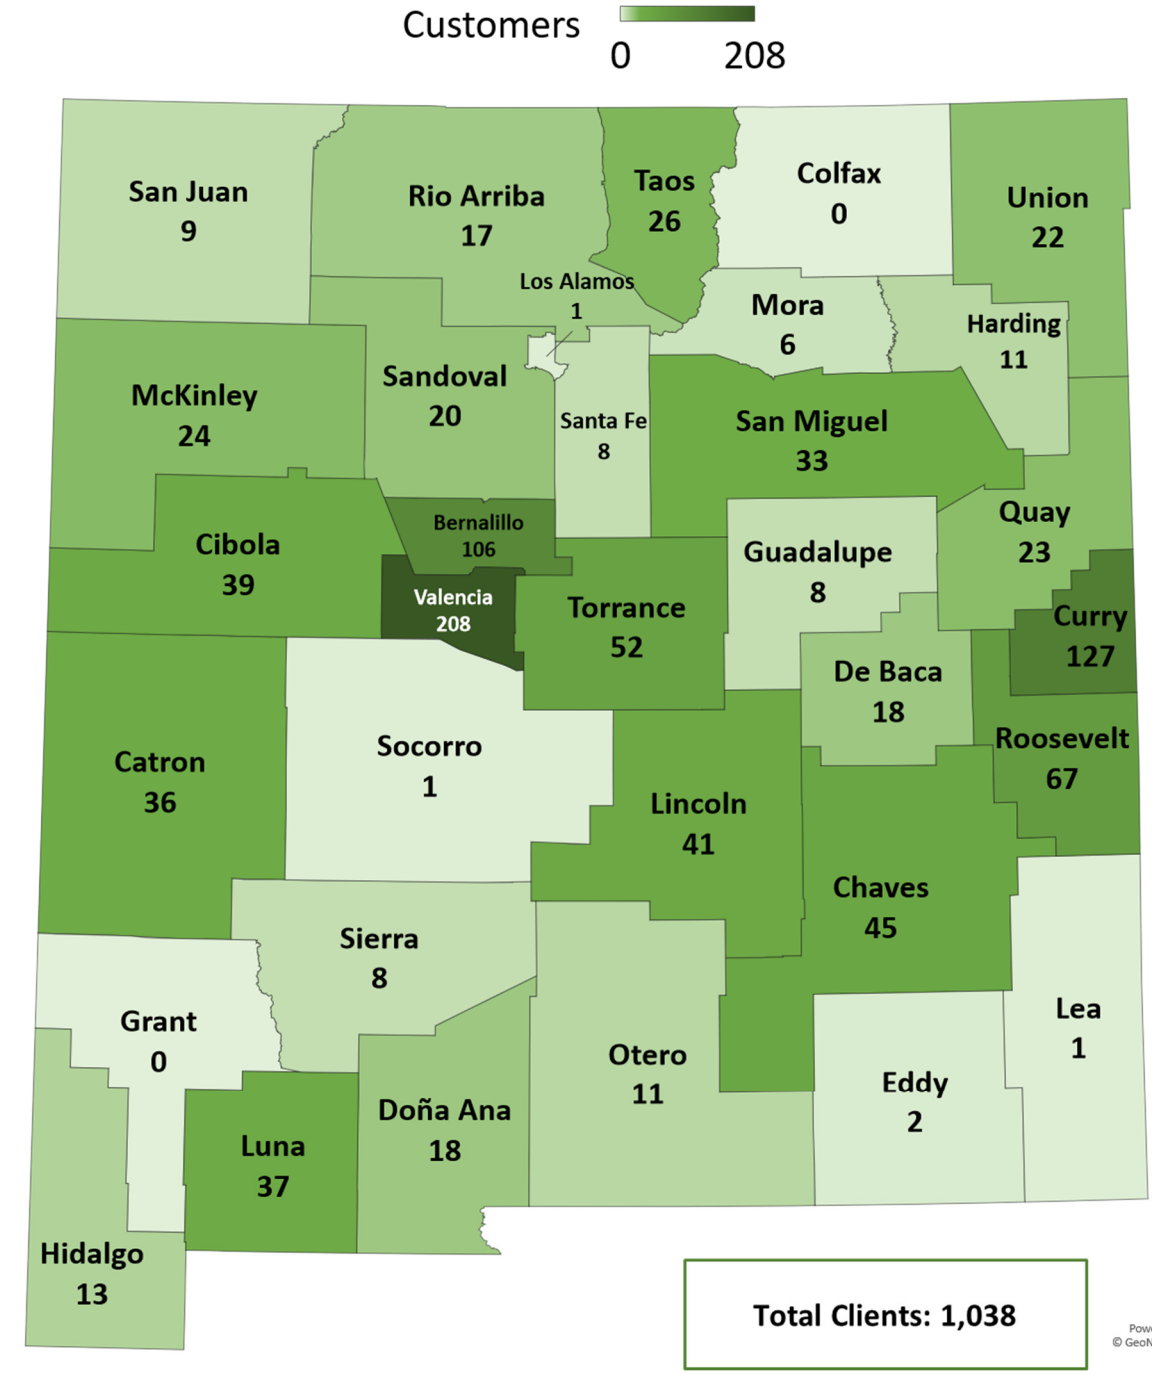 Customers
0 208
San Juan
9
Rio Arriba
17
Taos
26
Colfax
0
Union
22
Los Alamos
1
Mora
6
Harding
11
McKinley
24
Sandoval
20
Santa Fe
8
San Miguel
33
Quay
23
Cibola
39
Bernalillo
106
Valencia
208
Torrance
52
Guadalupe
8
Curry
127
De Baca
18
Roosevelt
67
Catron
36
Socorro
1
Lincoln
41
Chaves
45
Sierra
8
Grant
0
Otero
11
Lea
1
Eddy
2
Doña Ana
18
Luna
37
Hidalgo
13
Total Clients: 1,038
Powe
© GeoN